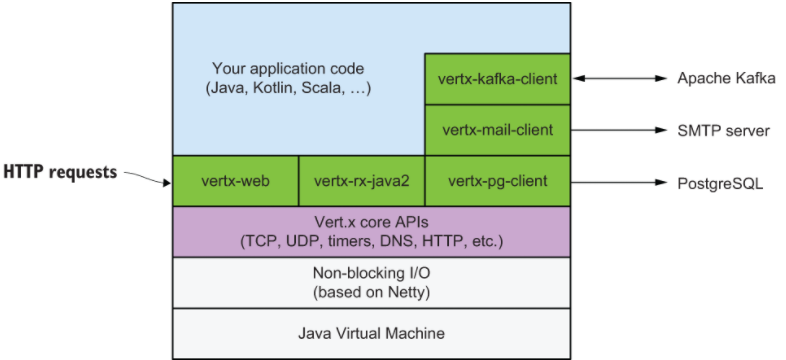 Your application code
(Java, Kotlin, Scala, …)
vertx-kafka-client
Apache Kafka
vertx-mail-client
SMTP server
HTTP requests
vertx-web
vertx-rx-java2
vertx-pg-client
PostgreSQL
Vert.x core APIs
(TCP, UDP, timers, DNS, HTTP, etc.)
Non-blocking I/O
(based on Netty)
Java Virtual Machine